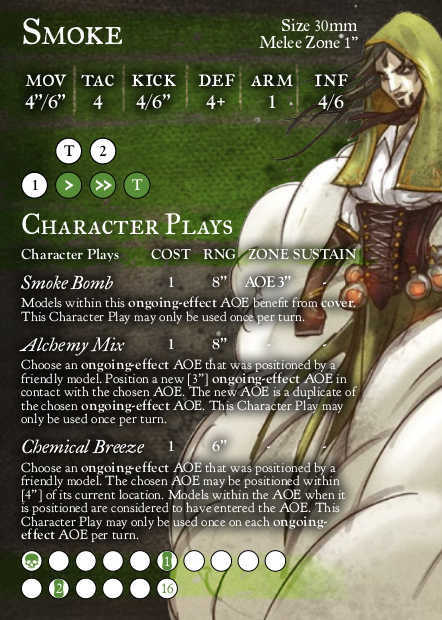 Smoke
Size 30mm
Melee Zone 1”
MOV TAC KICK DEF ARM INF
4”/6” 4 4/6” 4+ 1 4/6
T 2
1 > >> T
Character Plays
Character Plays COST RNG ZONE SUSTAIN
Smoke Bomb 1 8” AOE 3” -
Models within this ongoing-effect AOE benefit from cover.
This Character Play may only be used once per turn.
Alchemy Mix 1 8” - -
Choose an ongoing-effect AOE that was positioned by a
friendly model. Position a new [3”] ongoing-effect AOE in
contact with the chosen AOE. The new AOE is a duplicate of
the chosen ongoing-effect AOE. This Character Play may
only be used once per turn.
Chemical Breeze 1 6” - -
Choose an ongoing-effect AOE that was positioned by a
friendly model. The chosen AOE may be positioned within
[4”] of its current location. Models within the AOE when it
is positioned are considered to have entered the AOE. This
Character Play may only be used once on each ongoing-
effect AOE per turn.
1
2 16